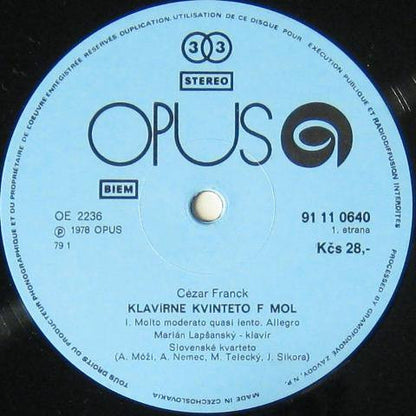 TOUS DROITS DU PRODUCTEUR PHONOGRAPHIQUE ET DU PROPRIETAIRE DE L'OEUVRE ENREGISTRÉE RESERVÉS DUPLICATION. UTILISATION DE CE DISQUE POUR EXÉCUTION PUBLIQUE ET RADIODIFFUSION INTERDITES
33
STEREO
OPUS
BIEM
OE 2236
℗ 1978 OPUS
79 1
91 11 0640
1. strana
Kčs 28,-
Cézar Franck
KLAVÍRNE KVINTETO F MOL
I. Molto moderato quasi lento. Allegro
Marián Lapšanský - klavír
Slovenské kvarteto
(A. Móži, A. Nemec, M. Telecký, J. Sikora)
PROCESSED BY GRAMOFONOVÉ ZÁVODY, N. P.
MADE IN CZECHOSLOVAKIA